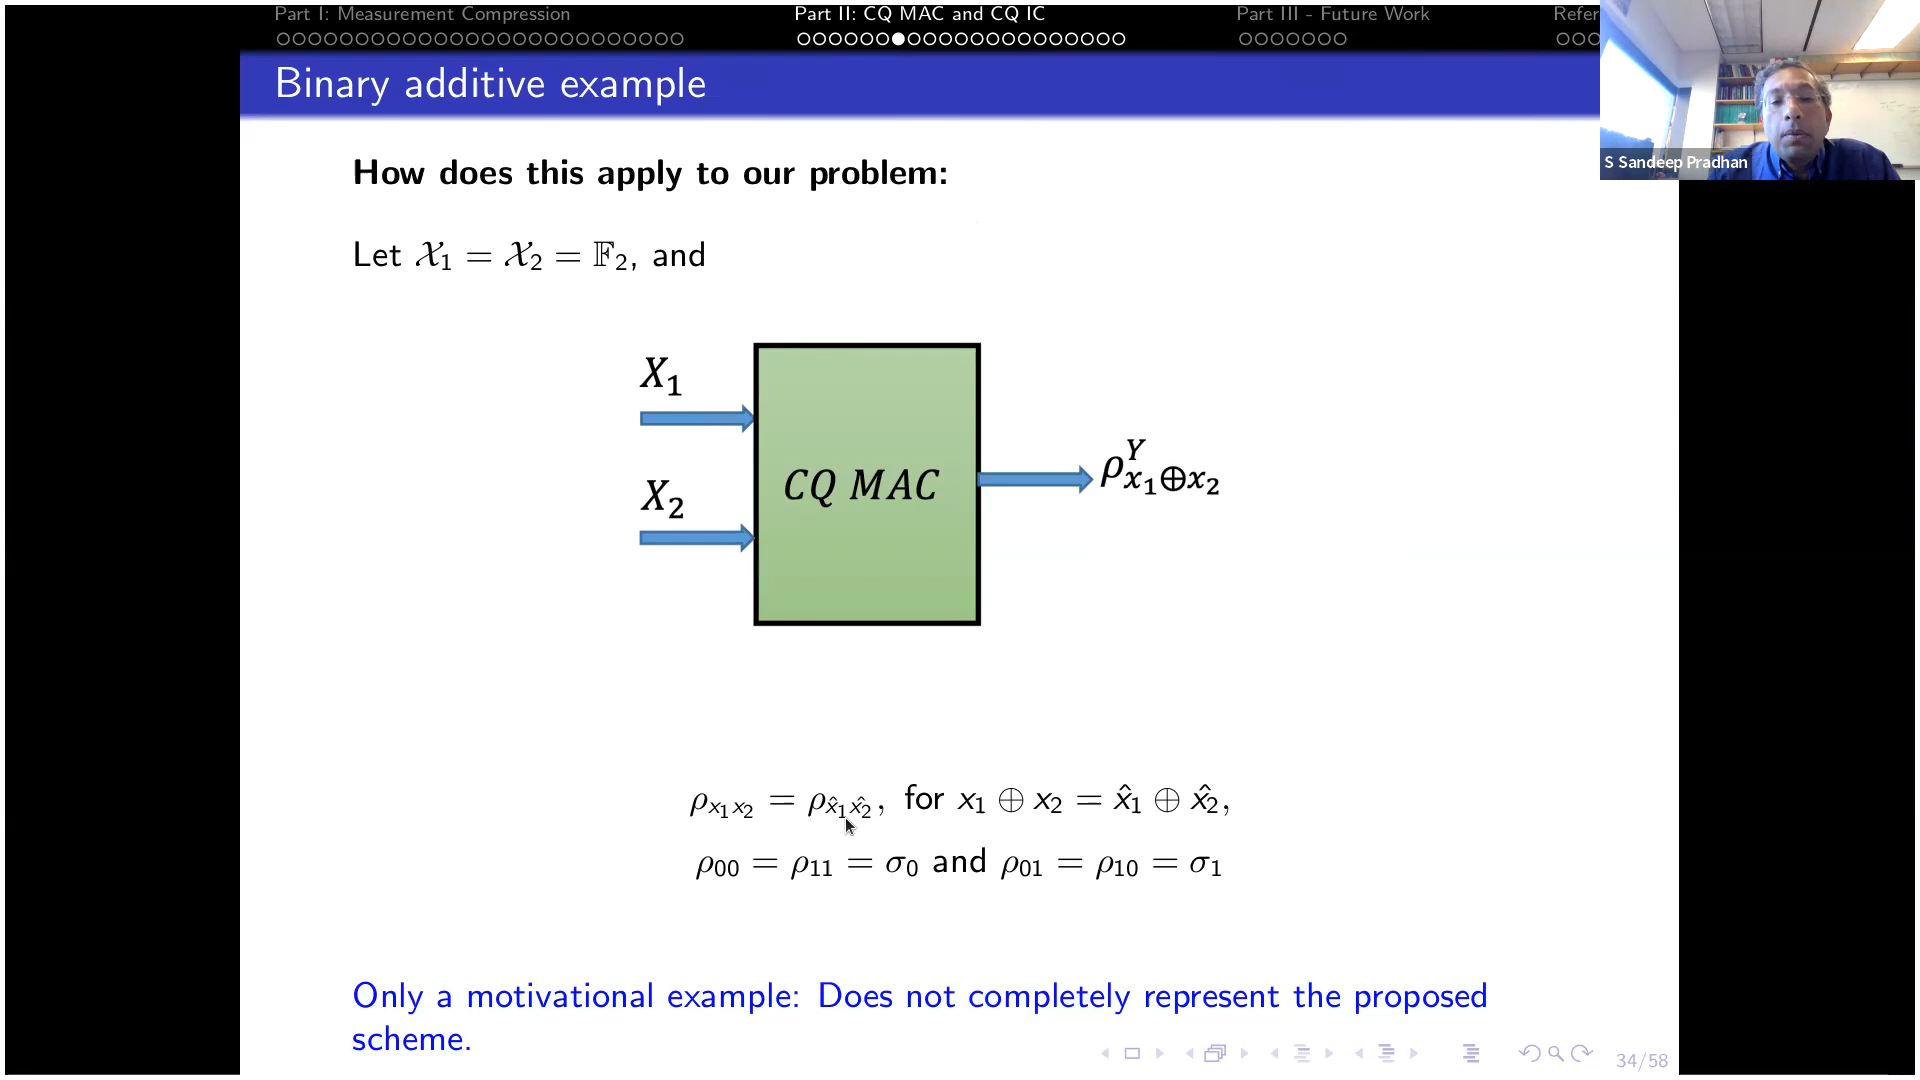 Part I: Measurement Compression Part II: CQ MAC and CQ IC Part III - Future Work Refer
Binary additive example
S Sandeep Pradhan
How does this apply to our problem:
Let 𝒳₁ = 𝒳₂ = 𝔽₂, and
X₁
X₂
CQ MAC
ρ^Y_{x₁⊕x₂}
ρ_{x₁x₂} = ρ_{x̂₁x̂₂}, for x₁ ⊕ x₂ = x̂₁ ⊕ x̂₂,
ρ₀₀ = ρ₁₁ = σ₀ and ρ₀₁ = ρ₁₀ = σ₁
Only a motivational example: Does not completely represent the proposed
scheme.
34/58